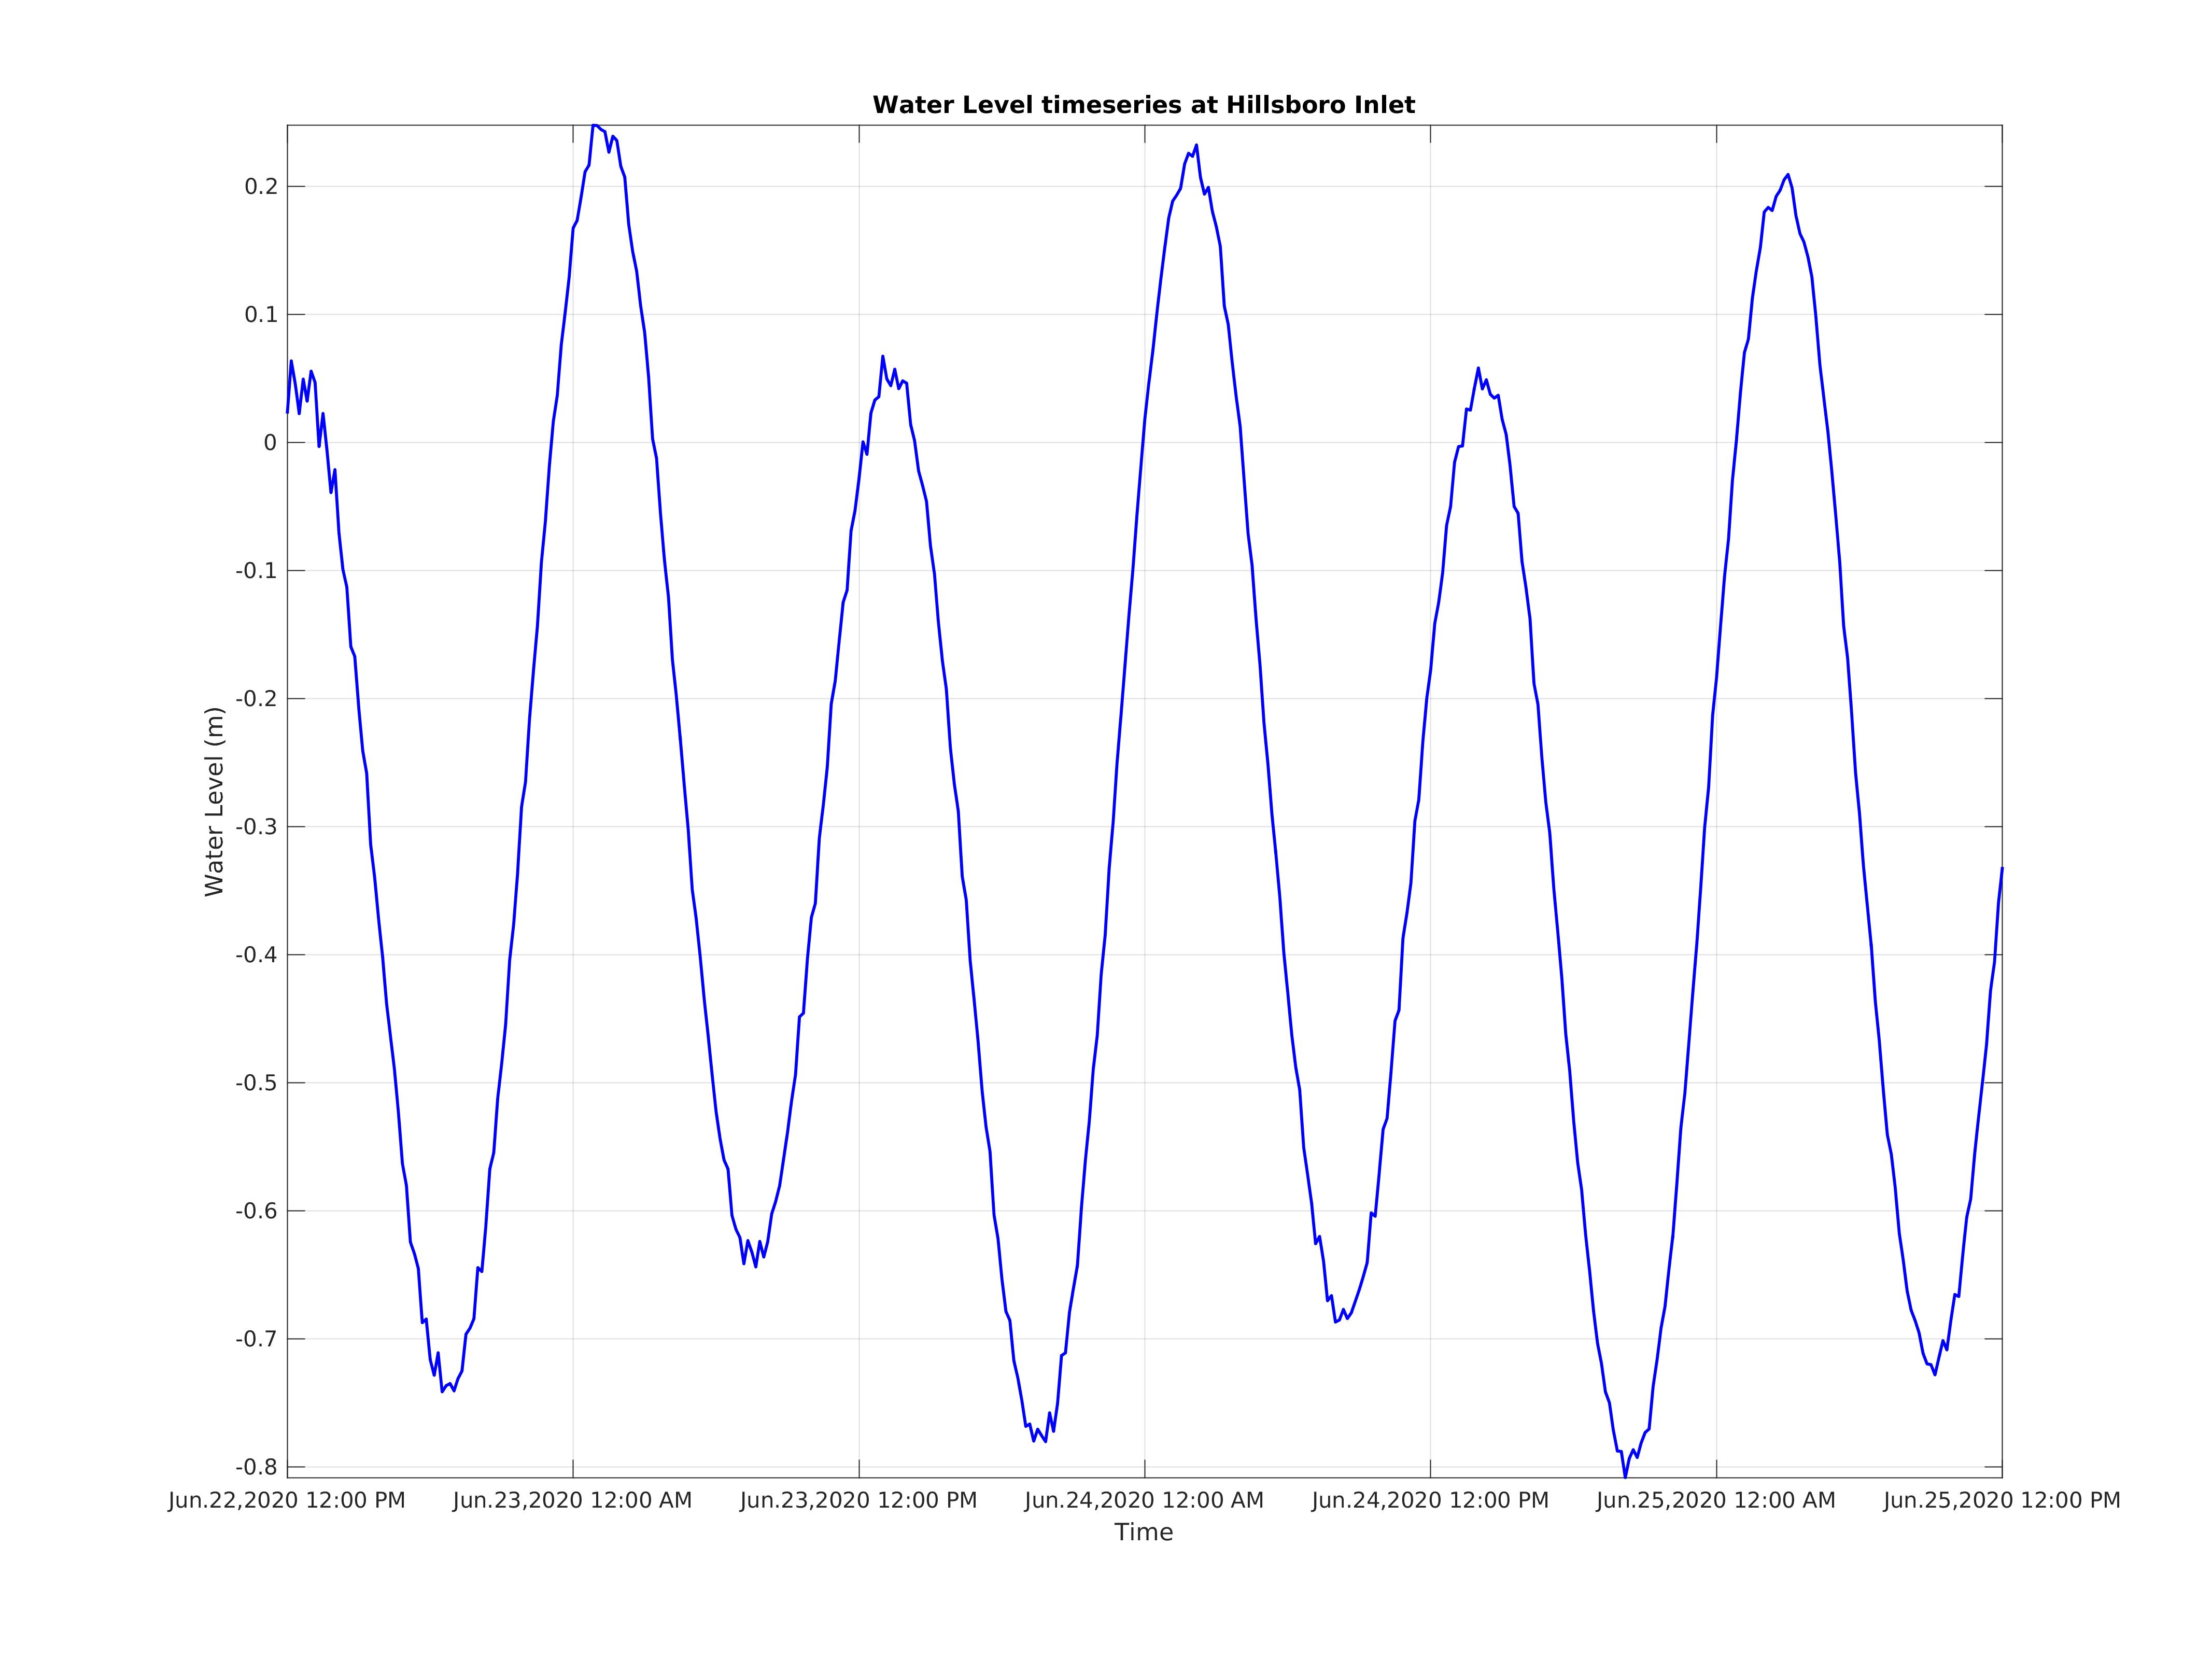 Water Level timeseries at Hillsboro Inlet
0.2
0.1
0
-0.1
-0.2
-0.3
-0.4
-0.5
-0.6
-0.7
-0.8
Water Level (m)
Jun.22,2020 12:00 PM
Jun.23,2020 12:00 AM
Jun.23,2020 12:00 PM
Jun.24,2020 12:00 AM
Jun.24,2020 12:00 PM
Jun.25,2020 12:00 AM
Jun.25,2020 12:00 PM
Time